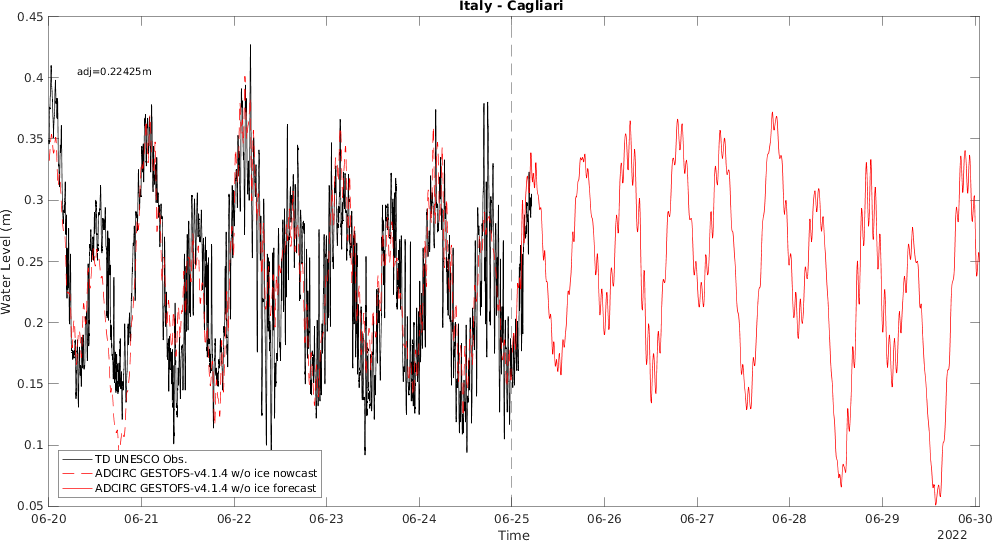 Italy - Cagliari
0.45
0.4
0.35
0.3
0.25
0.2
0.15
0.1
0.05
Water Level (m)
adj=0.22425m
TD UNESCO Obs.
ADCIRC GESTOFS-v4.1.4 w/o ice nowcast
ADCIRC GESTOFS-v4.1.4 w/o ice forecast
06-20 06-21 06-22 06-23 06-24 06-25 06-26 06-27 06-28 06-29 06-30
Time
2022